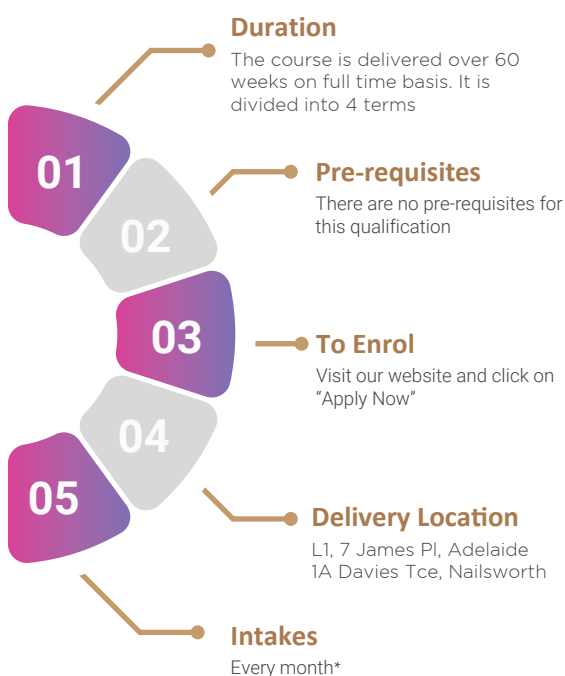 Duration
The course is delivered over 60
weeks on full time basis. It is
divided into 4 terms
01
Pre-requisites
There are no pre-requisites for
this qualification
02
03
To Enrol
Visit our website and click on
“Apply Now”
04
05
Delivery Location
L1, 7 James Pl, Adelaide
1A Davies Tce, Nailsworth
Intakes
Every month*